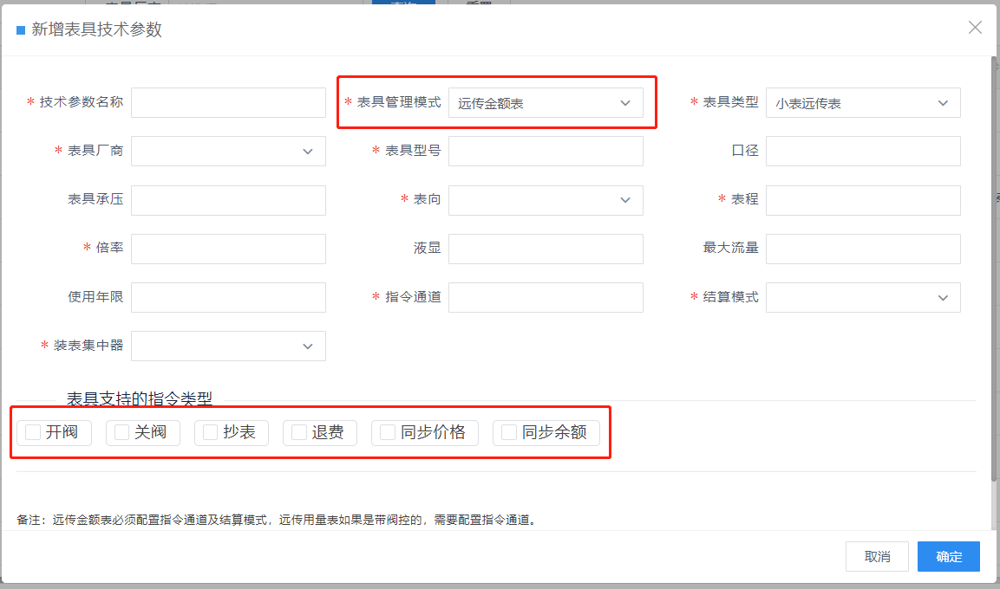 新增表具技术参数
* 技术参数名称 * 表具管理模式 远传金额表 * 表具类型 小表远传表
* 表具厂商 * 表具型号 口径
表具承压 * 表向 * 表程
* 倍率 液显 最大流量
使用年限 * 指令通道 * 结算模式
* 装表集中器
表具支持的指令类型
开阀 关阀 抄表 退费 同步价格 同步余额
备注：远传金额表必须配置指令通道及结算模式，远传用量表如果是带阀控的，需要配置指令通道。
取消 确定